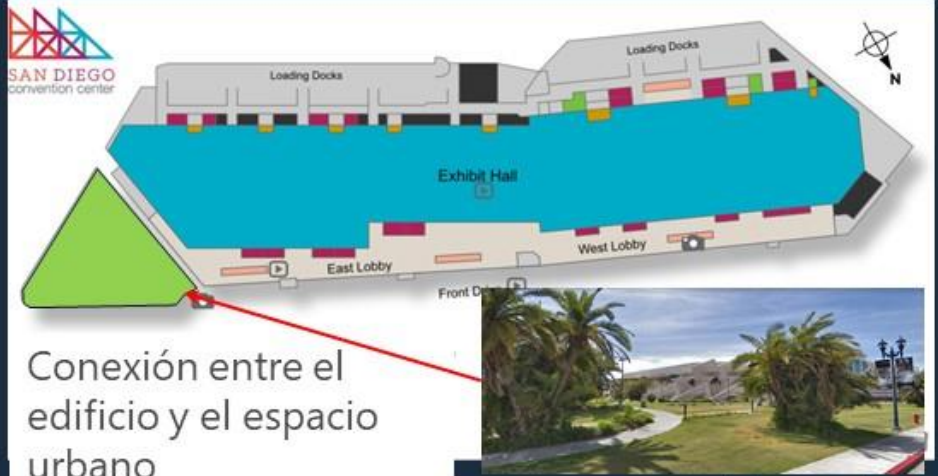 SAN DIEGO
convention center
Loading Docks
Loading Docks
N
Exhibit Hall
West Lobby
East Lobby
Front
Conexión entre el
edificio y el espacio
urbano